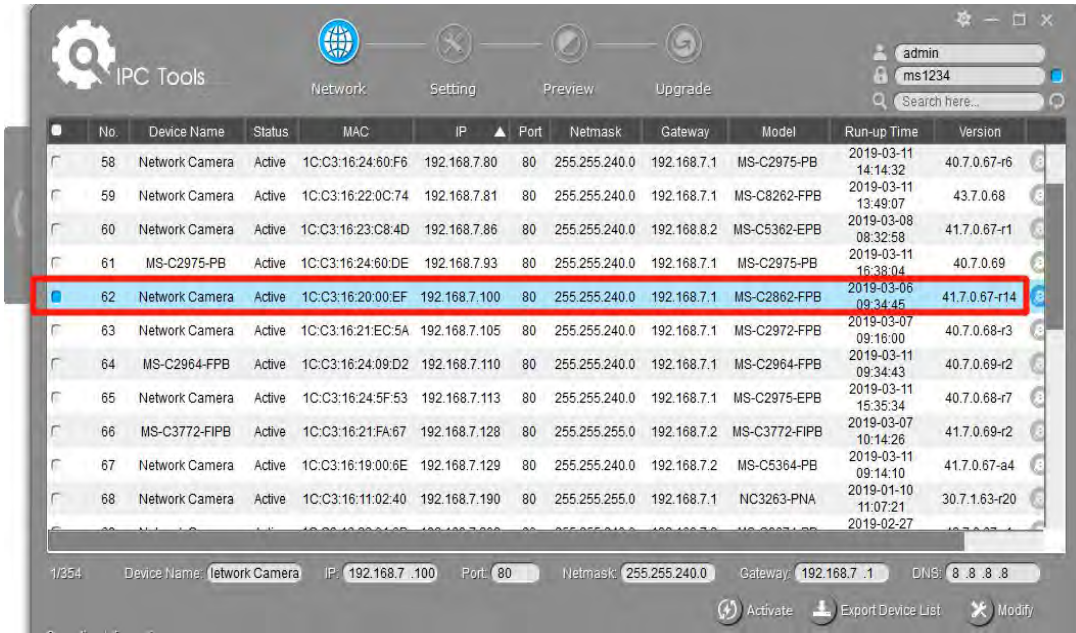 IPC Tools
Network Setting Preview Upgrade
admin
ms1234
Search here...
No. Device Name Status MAC IP Port Netmask Gateway Model Run-up Time Version
58 Network Camera Active 1C:C3:16:24:60:F6 192.168.7.80 80 255.255.240.0 192.168.7.1 MS-C2975-PB 2019-03-11 14:14:32 40.7.0.67-r6
59 Network Camera Active 1C:C3:16:22:0C:74 192.168.7.81 80 255.255.240.0 192.168.7.1 MS-C8262-FPB 2019-03-11 13:49:07 43.7.0.68
60 Network Camera Active 1C:C3:16:23:C8:4D 192.168.7.86 80 255.255.240.0 192.168.8.2 MS-C5362-EPB 2019-03-08 08:32:58 41.7.0.67-r1
61 MS-C2975-PB Active 1C:C3:16:24:60:DE 192.168.7.93 80 255.255.240.0 192.168.7.1 MS-C2975-PB 2019-03-11 16:38:04 40.7.0.69
62 Network Camera Active 1C:C3:16:20:00:EF 192.168.7.100 80 255.255.240.0 192.168.7.1 MS-C2862-FPB 2019-03-06 09:34:45 41.7.0.67-r14
63 Network Camera Active 1C:C3:16:21:EC:5A 192.168.7.105 80 255.255.240.0 192.168.7.1 MS-C2972-FPB 2019-03-07 09:16:00 40.7.0.68-r3
64 MS-C2964-FPB Active 1C:C3:16:24:09:D2 192.168.7.110 80 255.255.240.0 192.168.7.1 MS-C2964-FPB 2019-03-11 09:34:43 40.7.0.69-r2
65 Network Camera Active 1C:C3:16:24:5F:53 192.168.7.113 80 255.255.240.0 192.168.7.1 MS-C2975-EPB 2019-03-11 15:35:34 40.7.0.68-r7
66 MS-C3772-FIPB Active 1C:C3:16:21:FA:67 192.168.7.128 80 255.255.255.0 192.168.7.2 MS-C3772-FIPB 2019-03-07 10:14:26 41.7.0.69-r2
67 Network Camera Active 1C:C3:16:19:00:6E 192.168.7.129 80 255.255.240.0 192.168.7.2 MS-C5364-PB 2019-03-11 09:14:10 41.7.0.67-a4
68 Network Camera Active 1C:C3:16:11:02:40 192.168.7.190 80 255.255.255.0 192.168.7.1 NC3263-PNA 2019-01-10 11:07:21 30.7.1.63-r20
2019-02-27
1/354 Device Name: letwork Camera IP: 192.168.7 .100 Port: 80 Netmask: 255.255.240.0 Gateway: 192.168.7 .1 DNS: 8 .8 .8 .8
Activate Export Device List Modify